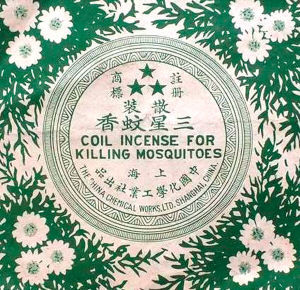 註冊
商標
散裝
三星蚊香
COIL INCENSE FOR
KILLING MOSQUITOES
上海
中國化學工業社精品
THE CHINA CHEMICAL WORKS, LTD. SHANGHAI, CHINA.